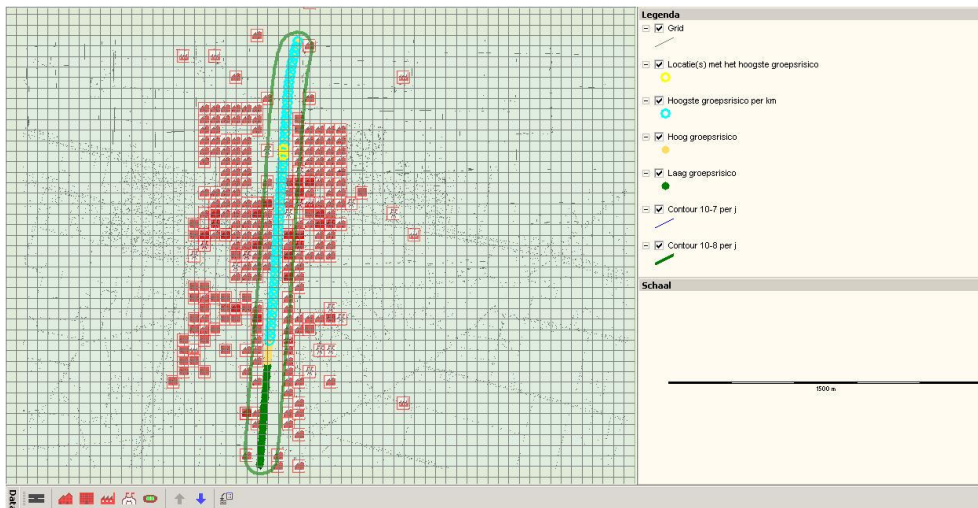 Legenda
Grid
Locatie(s) met het hoogste groepsrisico
Hoogste groepsrisico per km
Hoog groepsrisico
Laag groepsrisico
Contour 10-7 per j
Contour 10-8 per j
Schaal
1500 m
Data